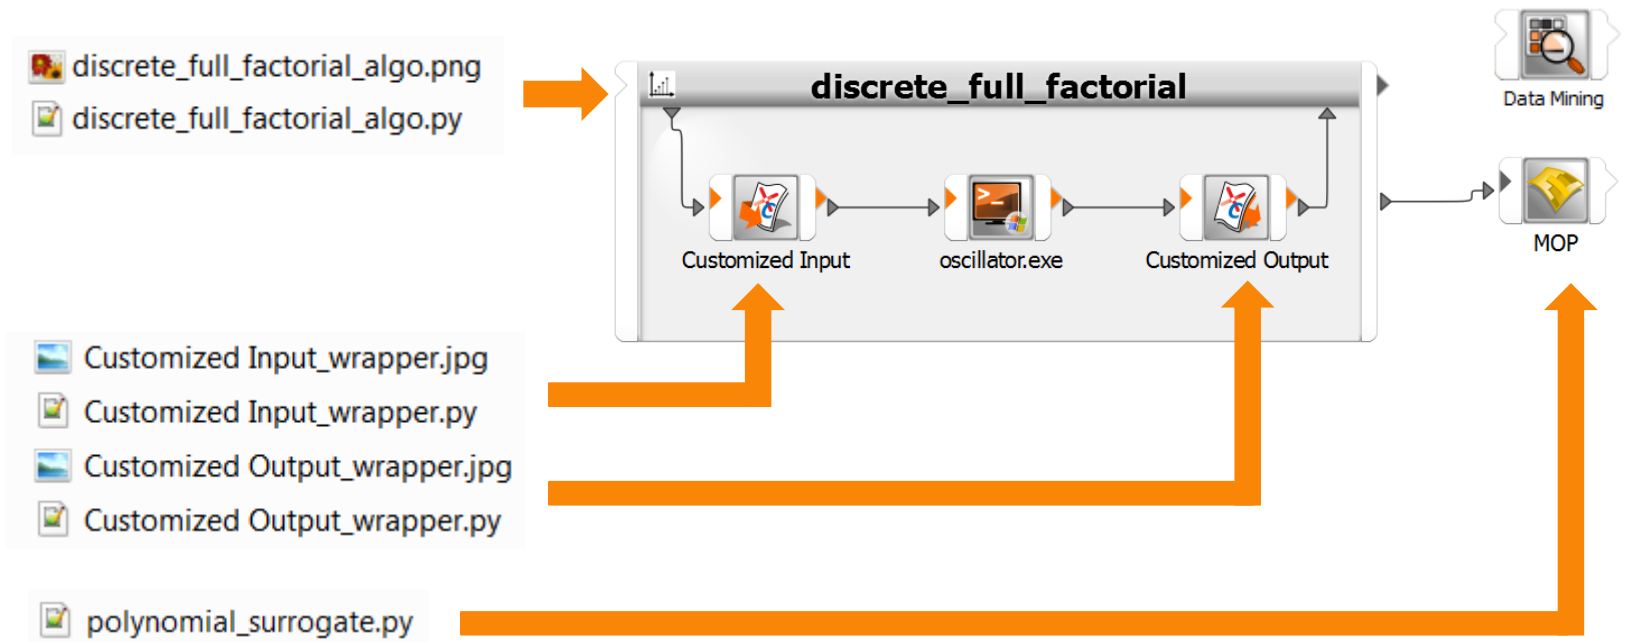 discrete_full_factorial_algo.png
discrete_full_factorial_algo.py
discrete_full_factorial
Data Mining
Customized Input
oscillator.exe
Customized Output
MOP
Customized Input_wrapper.jpg
Customized Input_wrapper.py
Customized Output_wrapper.jpg
Customized Output_wrapper.py
polynomial_surrogate.py